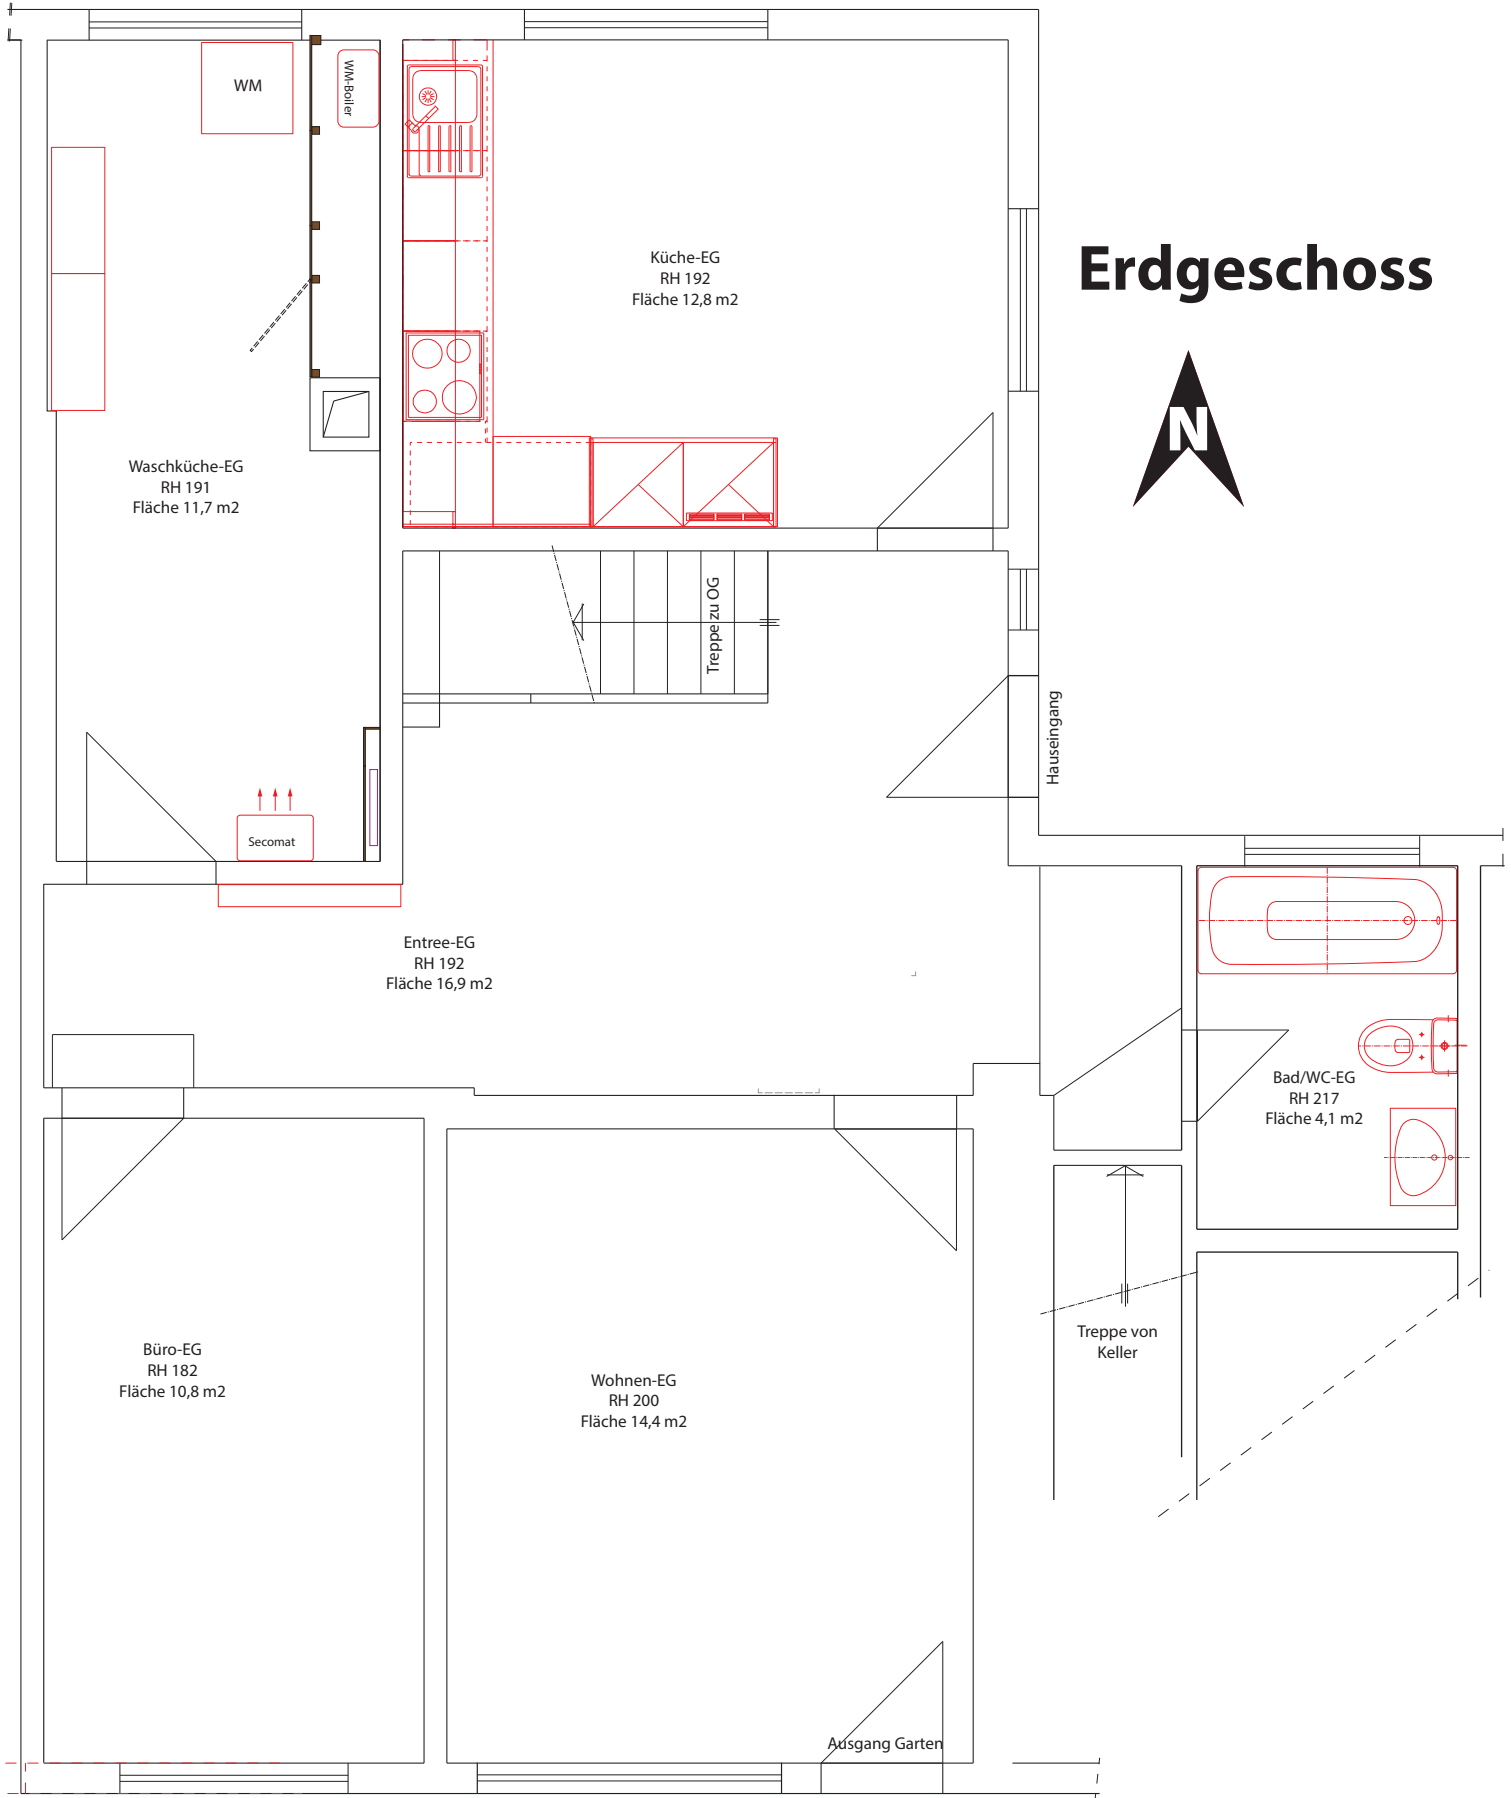 WM
WM-Boiler
Küche-EG
RH 192
Fläche 12,8 m2
Erdgeschoss
N
Waschküche-EG
RH 191
Fläche 11,7 m2
Treppe zu OG
Hauseingang
Secomat
Entree-EG
RH 192
Fläche 16,9 m2
Bad/WC-EG
RH 217
Fläche 4,1 m2
Treppe von
Keller
Büro-EG
RH 182
Fläche 10,8 m2
Wohnen-EG
RH 200
Fläche 14,4 m2
Ausgang Garten